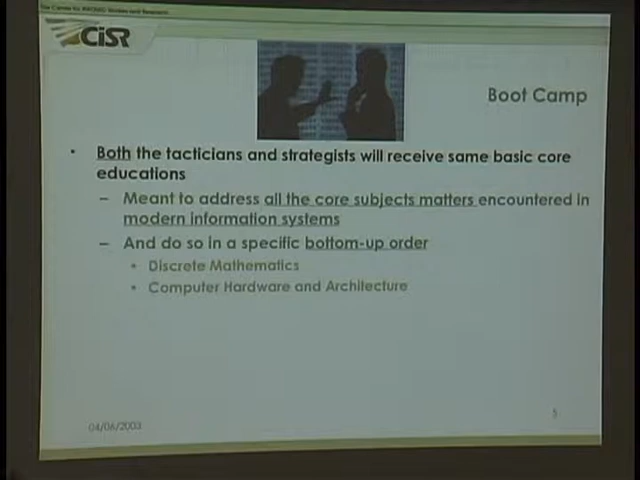 CISR
Boot Camp
• Both the tacticians and strategists will receive same basic core
educations
– Meant to address all the core subjects matters encountered in
modern information systems
– And do so in a specific bottom-up order
• Discrete Mathematics
• Computer Hardware and Architecture
04/06/2003
5